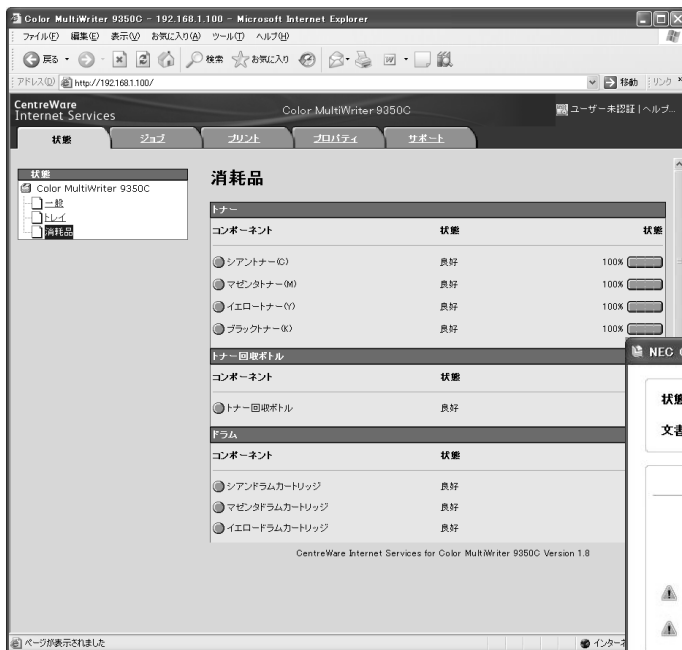 Color MultiWriter 9350C - 192.168.1.100 - Microsoft Internet Explorer
ファイル(F) 編集(E) 表示(V) お気に入り(A) ツール(T) ヘルプ(H)
戻る 検索 お気に入り
アドレス(D) http://192.168.1.100/ 移動 リンク »
CentreWare
Internet Services
Color MultiWriter 9350C
ユーザー未認証 | ヘルプ...
状態 ジョブ プリント プロパティ サポート
状態
Color MultiWriter 9350C
一般
トレイ
消耗品
消耗品
トナー
コンポーネント 状態 状態
シアントナー(C) 良好 100%
マゼンタトナー(M) 良好 100%
イエロートナー(Y) 良好 100%
ブラックトナー(K) 良好 100%
トナー回収ボトル
コンポーネント 状態
トナー回収ボトル 良好
ドラム
コンポーネント 状態
シアンドラムカートリッジ 良好
マゼンタドラムカートリッジ 良好
イエロードラムカートリッジ 良好
CentreWare Internet Services for Color MultiWriter 9350C Version 1.8
NEC
状態
文書
ページが表示されました
インターネ